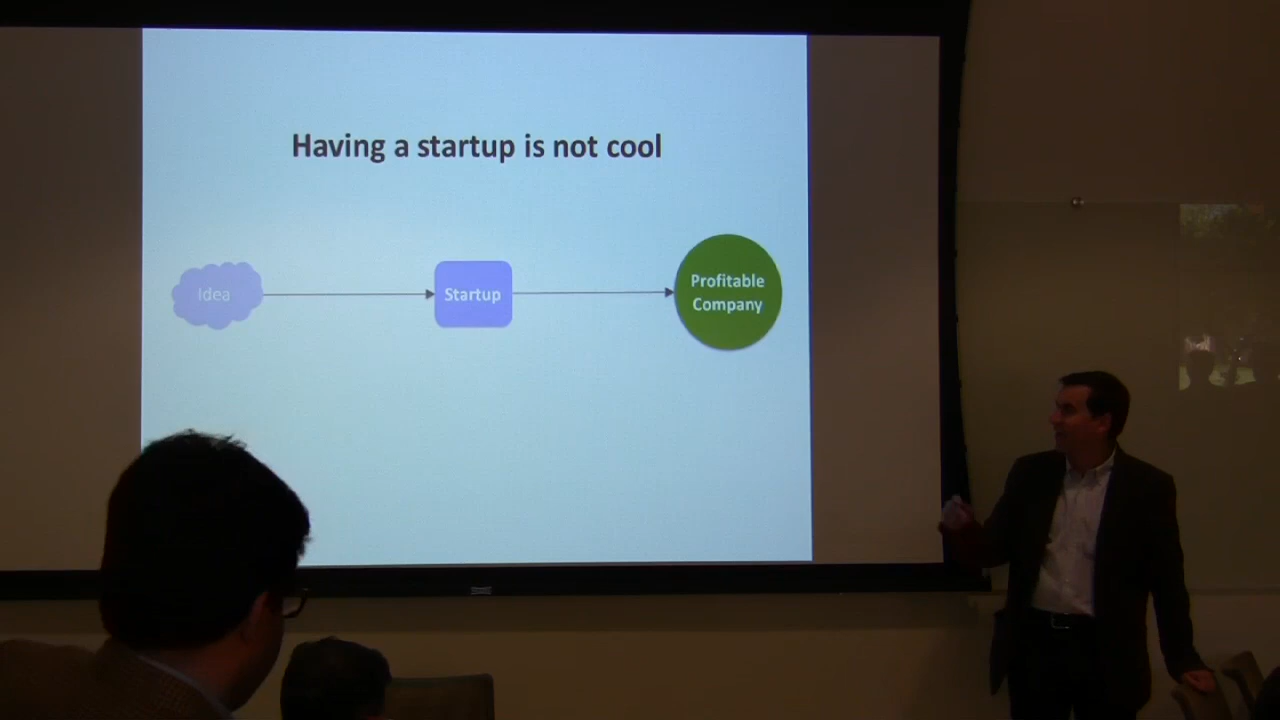 Having a startup is not cool
Idea
Startup
Profitable
Company